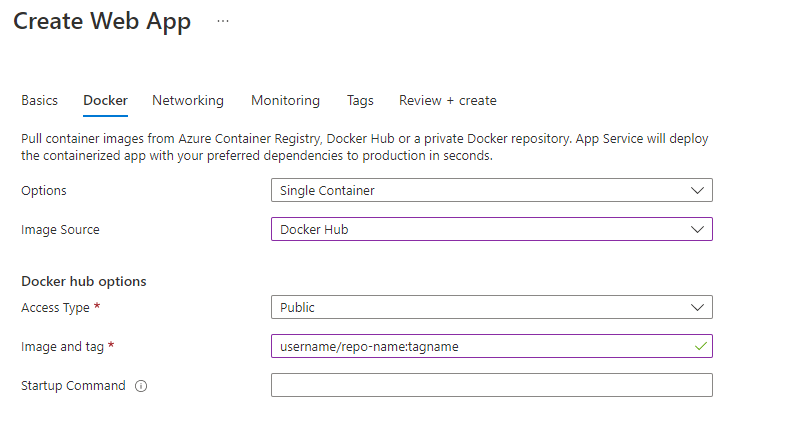 Create Web App ...
Basics Docker Networking Monitoring Tags Review + create
Pull container images from Azure Container Registry, Docker Hub or a private Docker repository. App Service will deploy
the containerized app with your preferred dependencies to production in seconds.
Options Single Container
Image Source Docker Hub
Docker hub options
Access Type * Public
Image and tag * username/repo-name:tagname
Startup Command